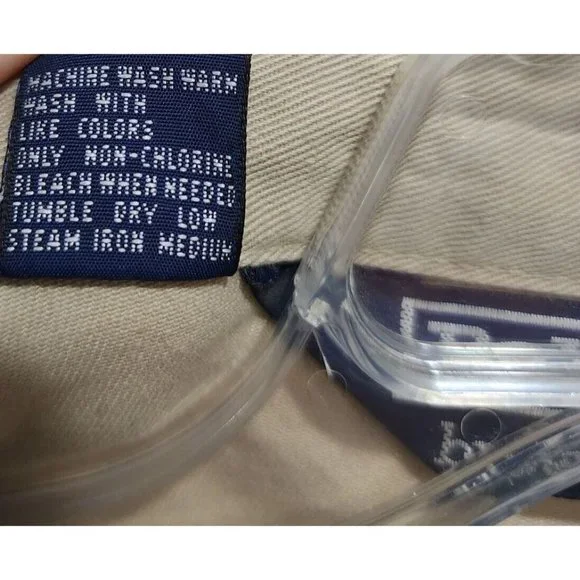 MACHINE WASH WARM
WASH WITH
LIKE COLORS
ONLY NON-CHLORINE
BLEACH WHEN NEEDED
TUMBLE DRY LOW
STEAM IRON MEDIUM